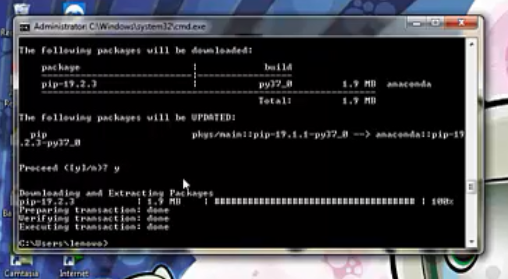 Administrator: C:\Windows\system32\cmd.exe
The following packages will be downloaded:
package | build
pip-19.2.3 | py37_0 1.9 MB anaconda
Total: 1.9 MB
The following packages will be UPDATED:
pip pkgs/main::pip-19.1.1-py37_0 --> anaconda::pip-19
.2.3-py37_0
Proceed ([y]/n)? y
Downloading and Extracting Packages
pip-19.2.3 | 1.9 MB | | 100%
Preparing transaction: done
Verifying transaction: done
Executing transaction: done
C:\Users\lenovo>
Camtasia Internet